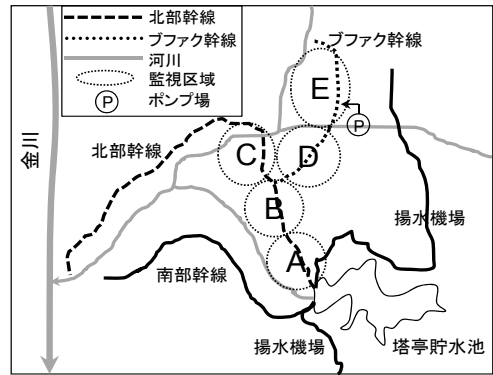 北部幹線
ブファク幹線
河川
監視区域
P
ポンプ場
ブファク幹線
E
P
金川
北部幹線
C
D
B
揚水機場
A
南部幹線
揚水機場
塔亭貯水池